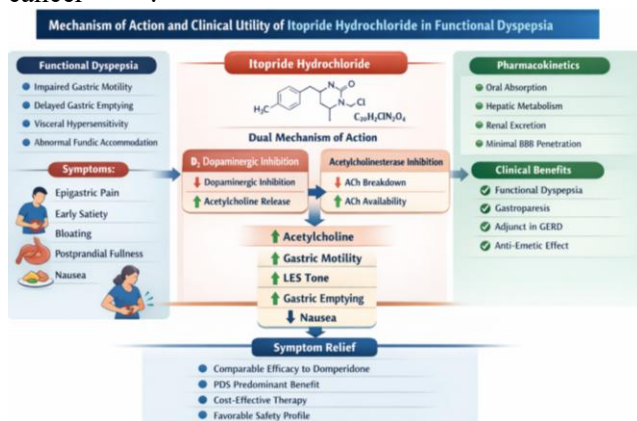 cancer
Mechanism of Action and Clinical Utility of Itopride Hydrochloride in Functional Dyspepsia
Functional Dyspepsia
Impaired Gastric Motility
Delayed Gastric Emptying
Visceral Hypersensitivity
Abnormal Fundic Accommodation
Symptoms:
Epigastric Pain
Early Satiety
Bloating
Postprandial Fullness
Nausea
Itopride Hydrochloride
H₃C
N
O
N
Cl
Dual Mechanism of Action
D₂ Dopaminergic Inhibition
Dopaminergic Inhibition
Acetylcholine Release
Acetylcholinesterase Inhibition
ACh Breakdown
ACh Availability
Acetylcholine
Gastric Motility
LES Tone
Gastric Emptying
Nausea
Pharmacokinetics
Oral Absorption
Hepatic Metabolism
Renal Excretion
Minimal BBB Penetration
Clinical Benefits
Functional Dyspepsia
Gastroparesis
Adjunct in GERD
Anti-Emetic Effect
Symptom Relief
Comparable Efficacy to Domperidone
PDS Predominant Benefit
Cost-Effective Therapy
Favorable Safety Profile